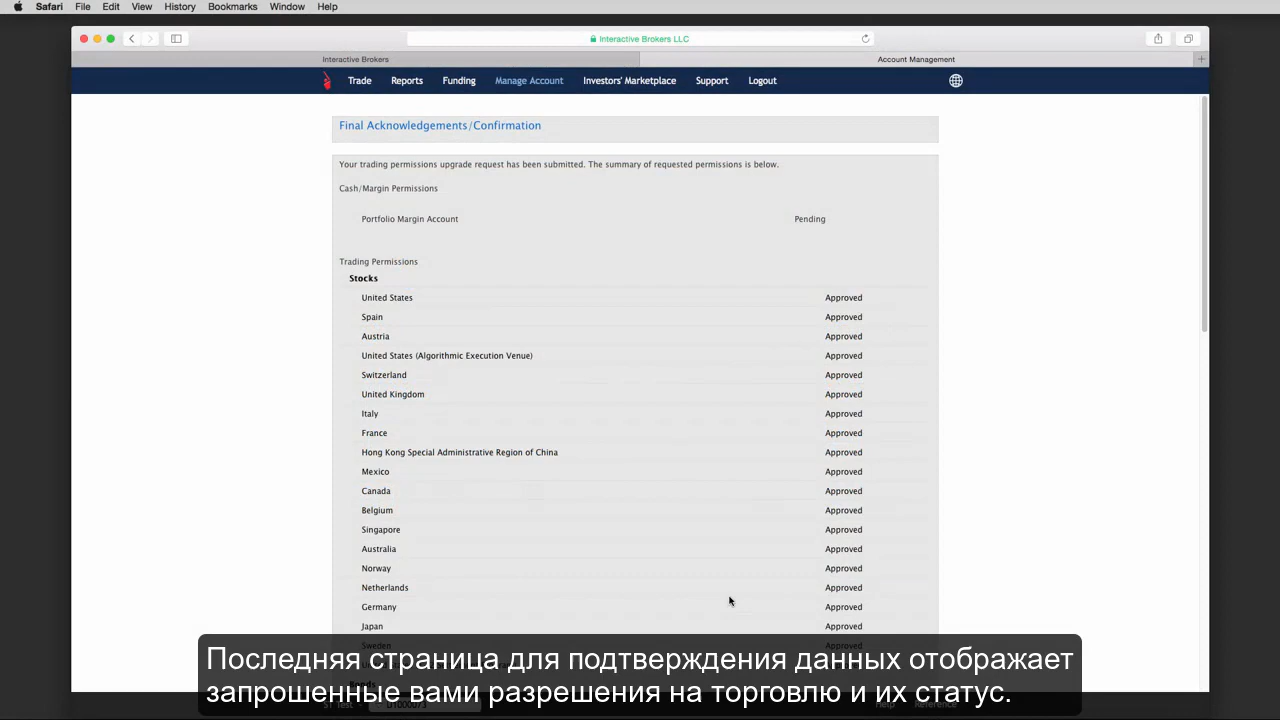 Safari File Edit View History Bookmarks Window Help
Interactive Brokers LLC
Interactive Brokers Account Management
Trade Reports Funding Manage Account Investors' Marketplace Support Logout
Final Acknowledgements/Confirmation
Your trading permissions upgrade request has been submitted. The summary of requested permissions is below.
Cash/Margin Permissions
Portfolio Margin Account Pending
Trading Permissions
Stocks
United States Approved
Spain Approved
Austria Approved
United States (Algorithmic Execution Venue) Approved
Switzerland Approved
United Kingdom Approved
Italy Approved
France Approved
Hong Kong Special Administrative Region of China Approved
Mexico Approved
Canada Approved
Belgium Approved
Singapore Approved
Australia Approved
Norway Approved
Netherlands Approved
Germany Approved
Japan Approved
Sweden Approved
Последняя страница для подтверждения данных отображает
запрошенные вами разрешения на торговлю и их статус.
Bonds
Help Reference